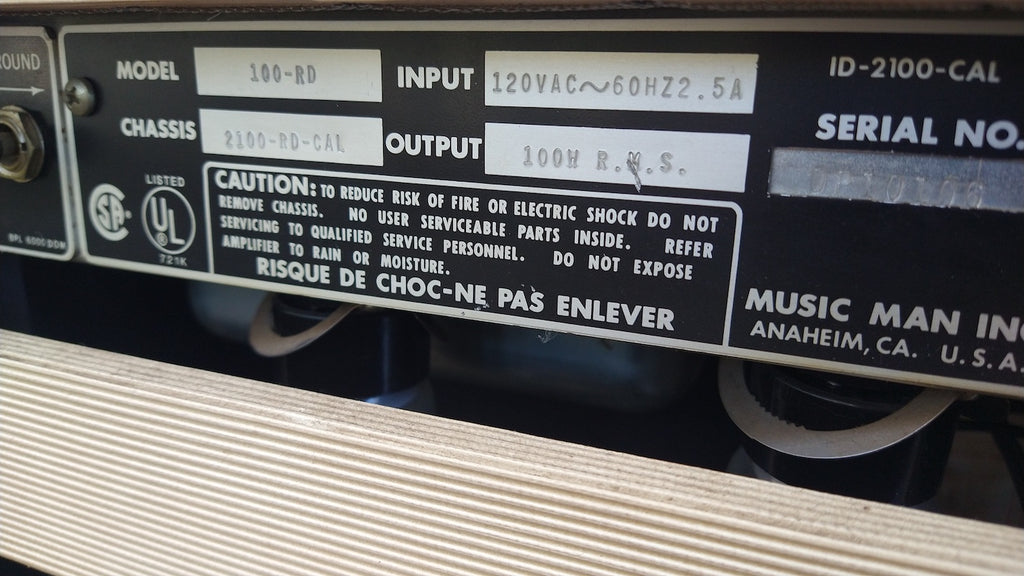 ROUND
MODEL 100-RD
INPUT 120VAC~60HZ2.5A
ID-2100-CAL
CHASSIS 2100-RD-CAL
OUTPUT 100W R.M.S.
SERIAL NO.
LISTED
SA
UL
721K
CAUTION: TO REDUCE RISK OF FIRE OR ELECTRIC SHOCK DO NOT
REMOVE CHASSIS. NO USER SERVICEABLE PARTS INSIDE. REFER
SERVICING TO QUALIFIED SERVICE PERSONNEL. DO NOT EXPOSE
AMPLIFIER TO RAIN OR MOISTURE.
RISQUE DE CHOC-NE PAS ENLEVER
MUSIC MAN INC
ANAHEIM, CA. U.S.A.